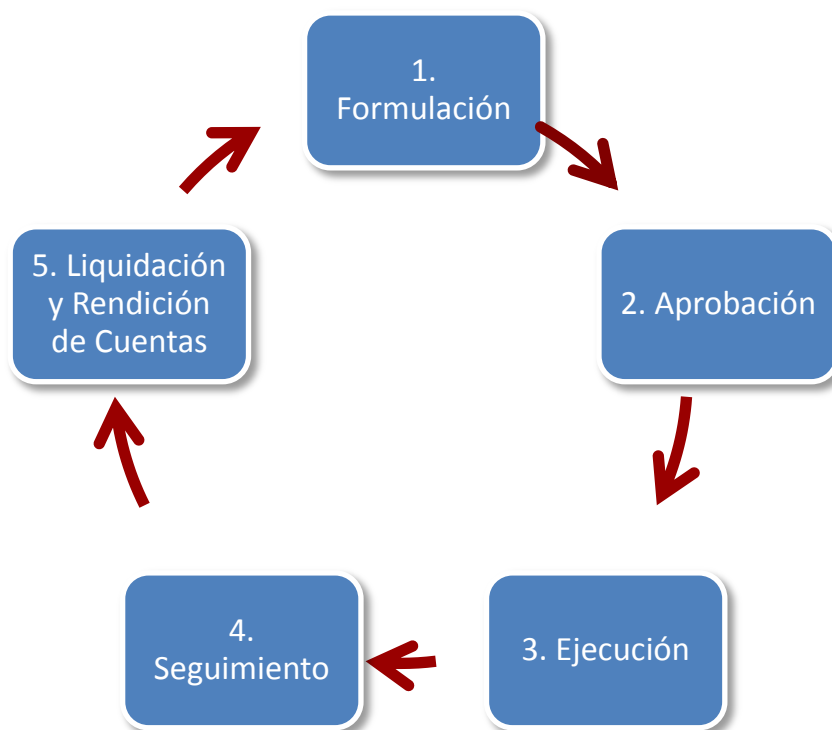 1.
Formulación
2. Aprobación
3. Ejecución
4.
Seguimiento
5. Liquidación
y Rendición
de Cuentas